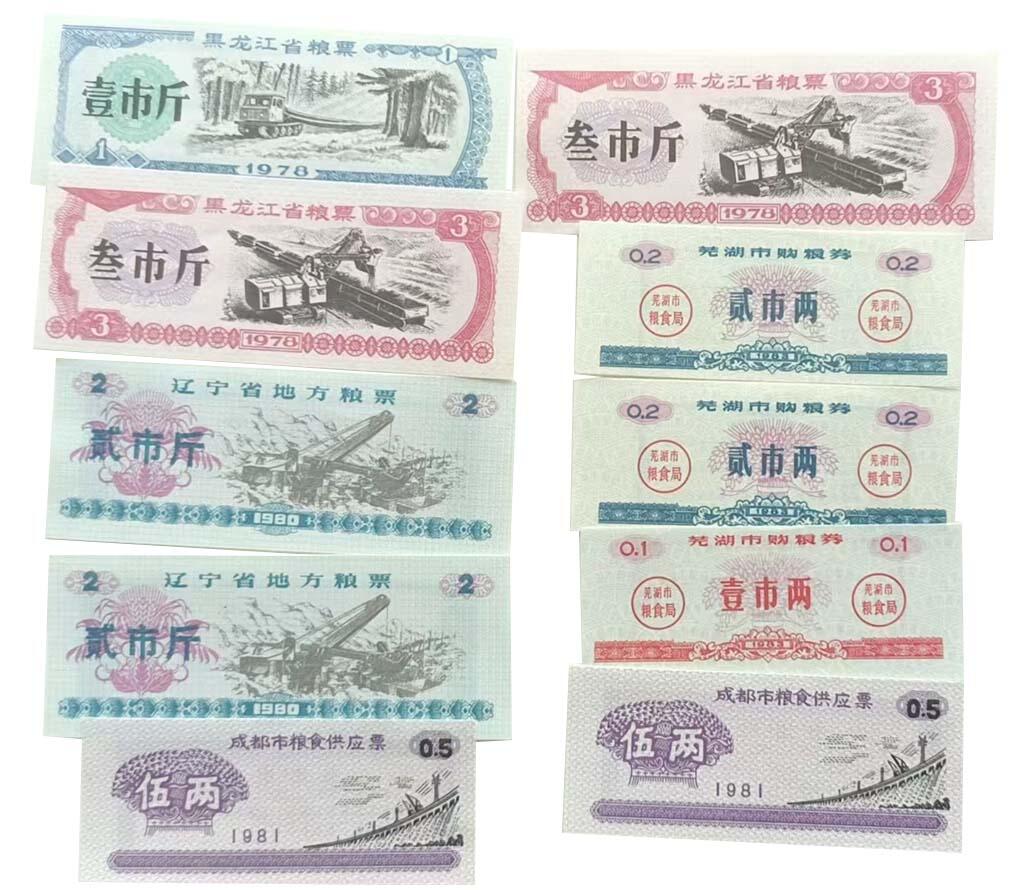 黑龙江省粮票
1
壹市斤
1
1978
黑龙江省粮票
3
叁市斤
3
1978
辽宁省地方粮票
2
2
贰市斤
1980
辽宁省地方粮票
2
2
贰市斤
1980
成都市粮食供应票
0.5
伍两
1981
黑龙江省粮票
3
叁市斤
3
1978
芜湖市购粮券
0.2
0.2
芜湖市
粮食局
贰市两
芜湖市
粮食局
1983
芜湖市购粮券
0.2
0.2
芜湖市
粮食局
贰市两
芜湖市
粮食局
1983
芜湖市购粮券
0.1
0.1
芜湖市
粮食局
壹市两
芜湖市
粮食局
1983
成都市粮食供应票
0.5
伍两
1981